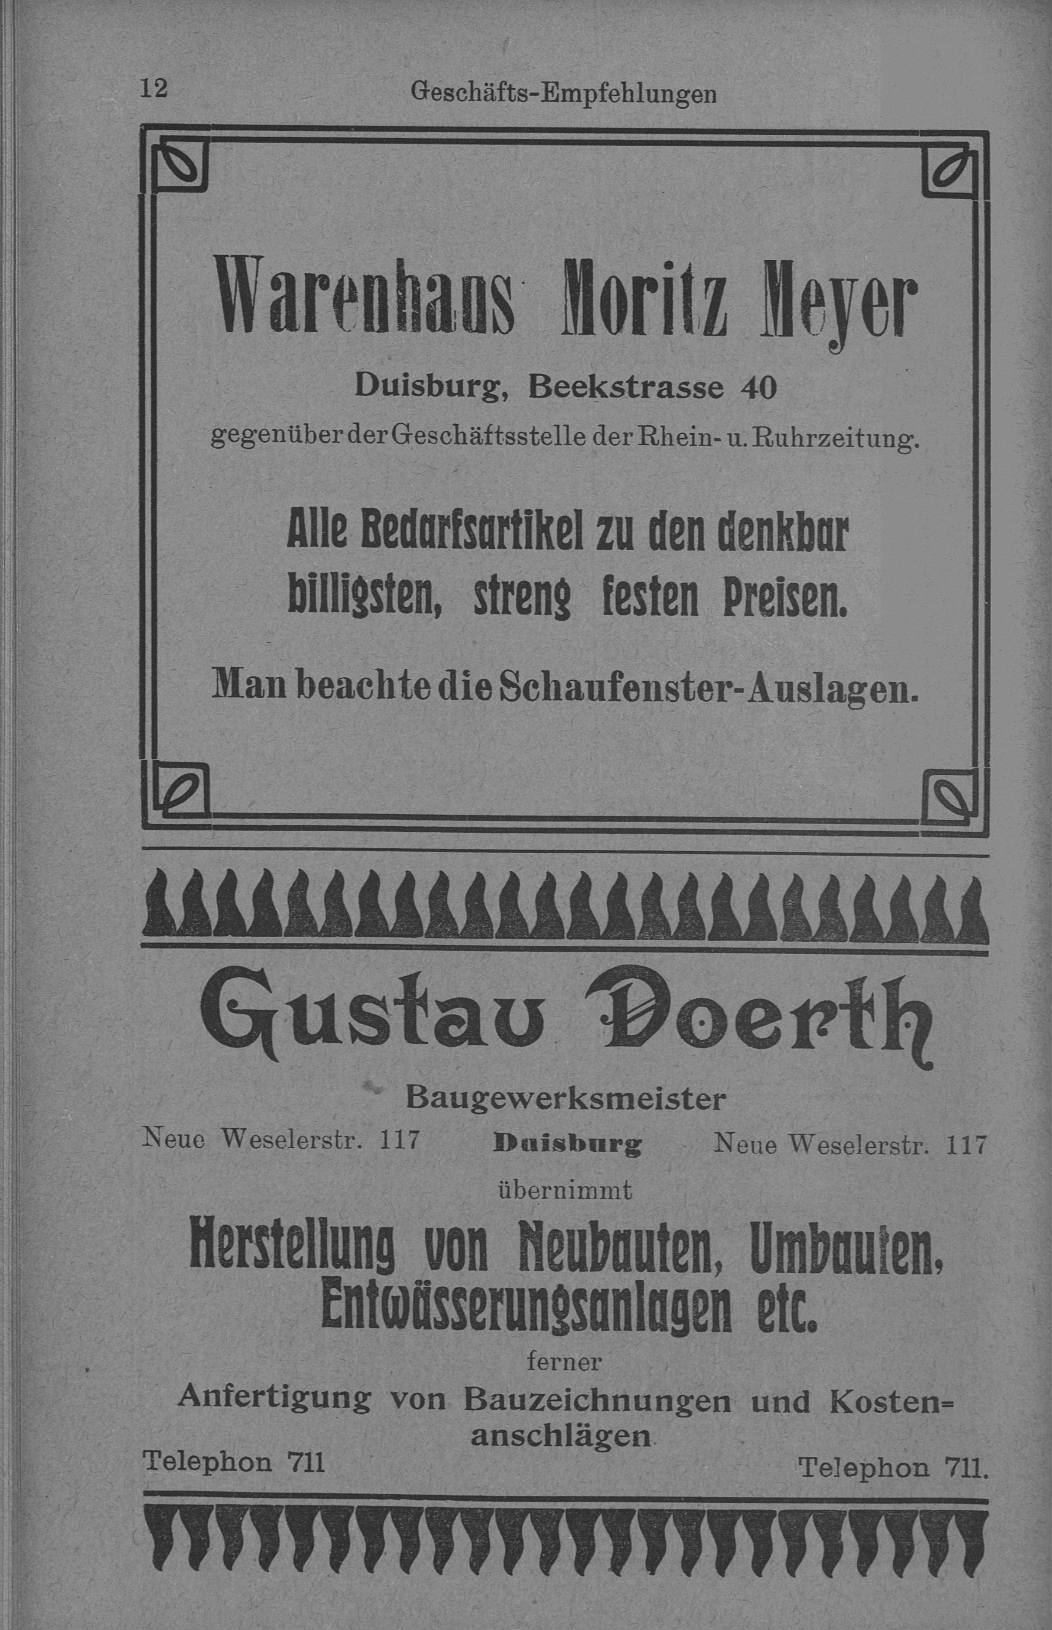 12
Geschäfts-Empfehlungen
Warenhaus Moritz Meyer
Duisburg, Beekstrasse 40
gegenüber der Geschäftsstelle der Rhein- u. Ruhrzeitung.
Alle Bedarfsartikel zu den denkbar
billigsten, streng festen Preisen.
Man beachte die Schaufenster-Auslagen.
Gustav Doerth
Baugewerksmeister
Neue Weselerstr. 117 Duisburg Neue Weselerstr. 117
übernimmt
Herstellung von Neubauten, Umbauten,
Entwässerungsanlagen etc.
ferner
Anfertigung von Bauzeichnungen und Kosten=
anschlägen
Telephon 711 Telephon 711.